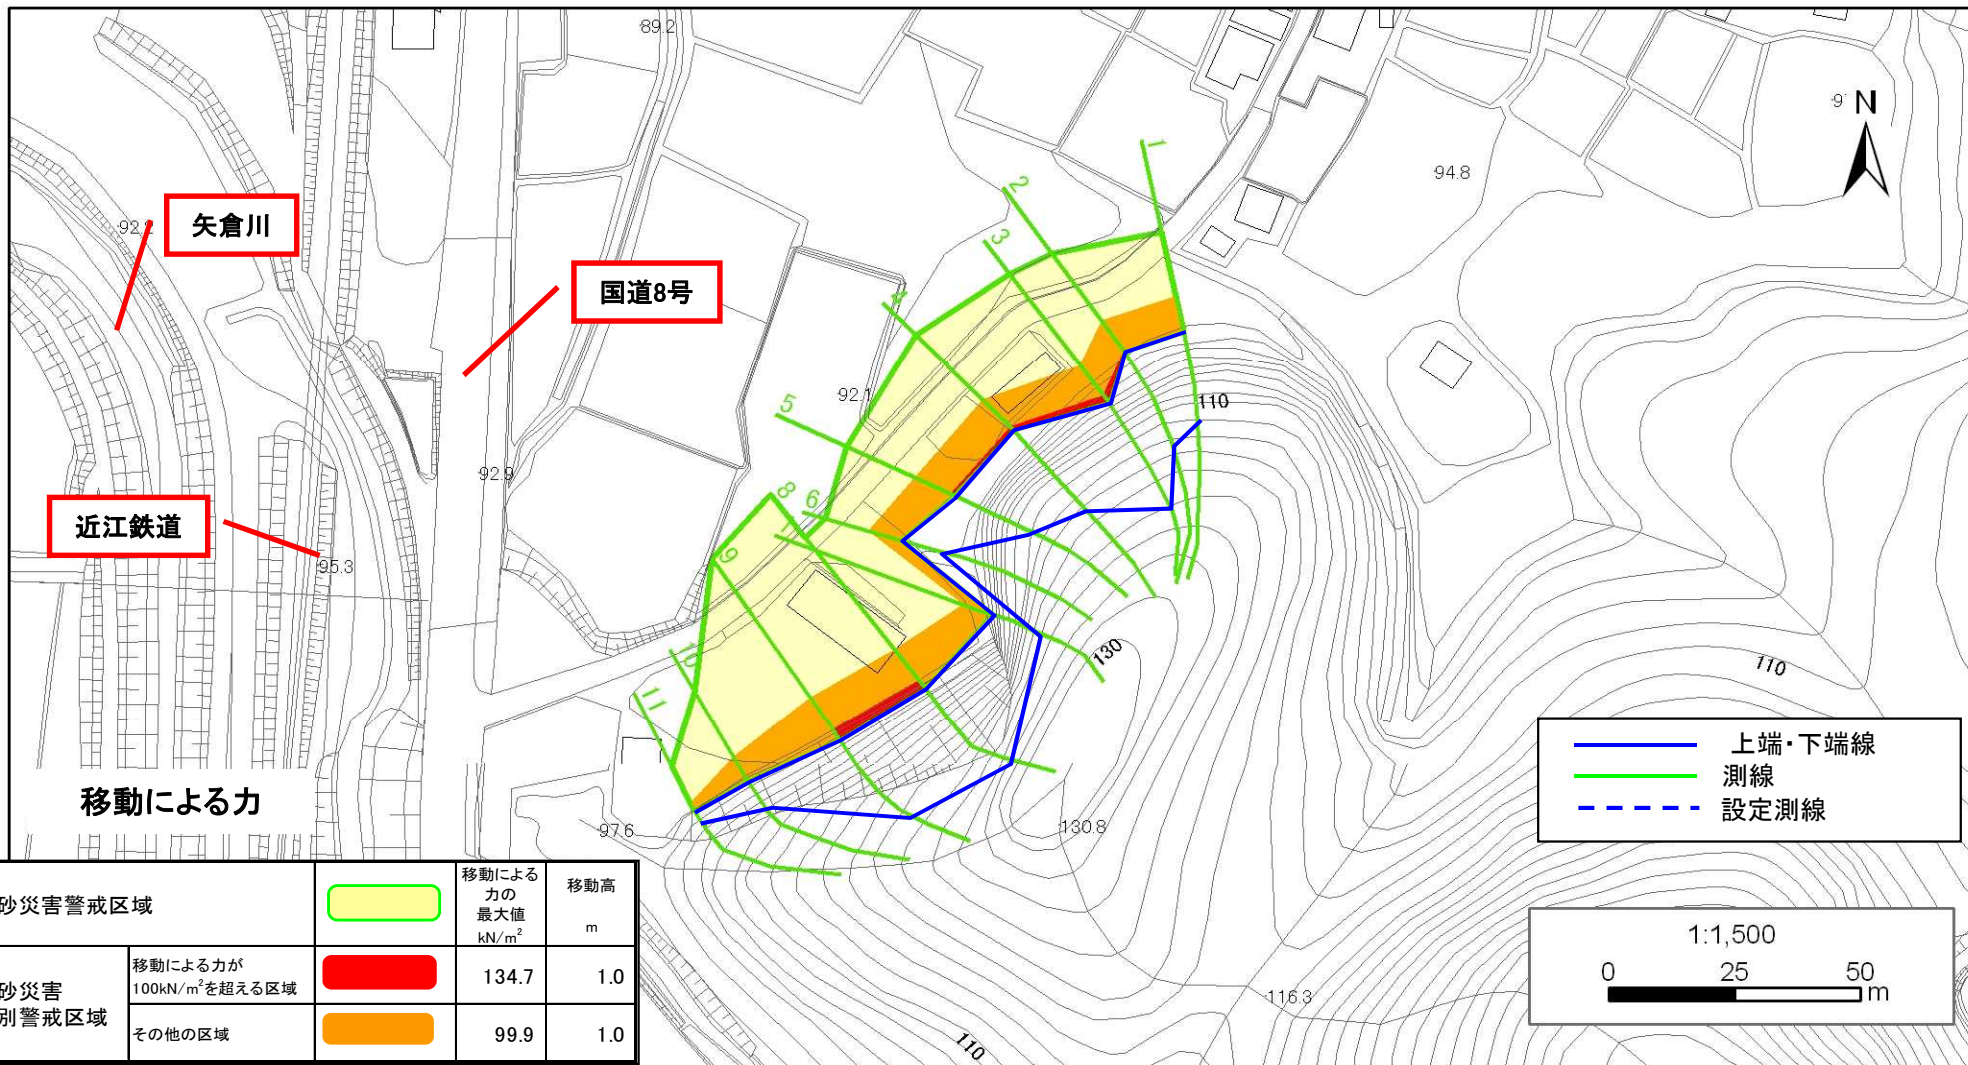 89.2
N
94.8
92.2
矢倉川
国道8号
1
2
3
4
5
6
7
8
9
10
11
92.1
110
92.9
近江鉄道
95.3
130
110
移動による力
97.6
130.8
116.3
110
上端・下端線
測線
設定測線
1:1,500
0 25 50
m
砂災害警戒区域
移動による
力の
最大値
kN/m²
移動高
m
砂災害
別警戒区域
移動による力が
100kN/m²を超える区域
134.7
1.0
その他の区域
99.9
1.0